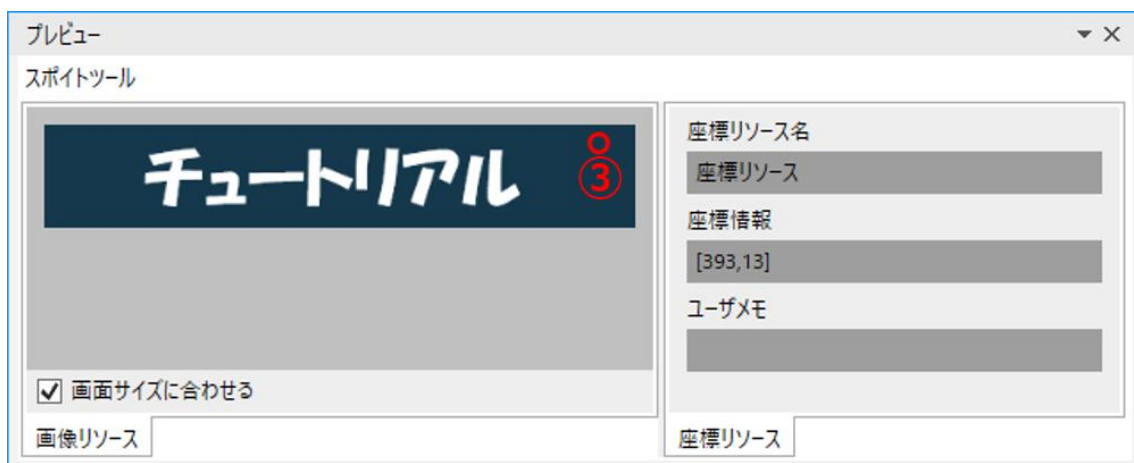 プレビュー
スポイトツール
チュートリアル
③
画面サイズに合わせる
画像リソース
座標リソース名
座標リソース
座標情報
[393,13]
ユーザメモ
座標リソース